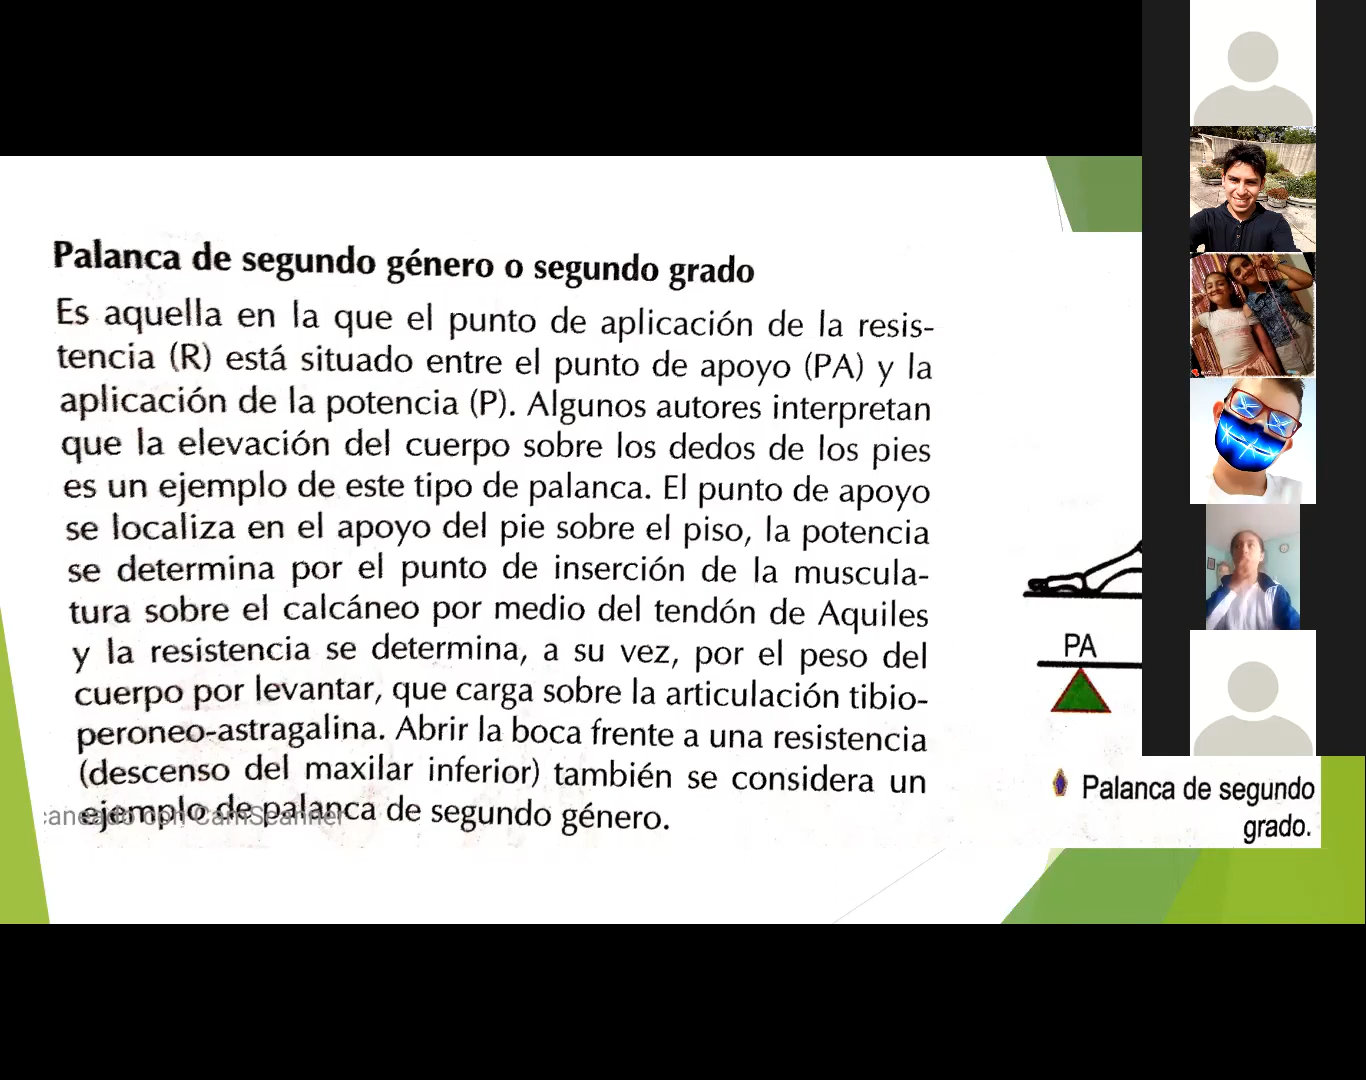 Palanca de segundo género o segundo grado
Es aquella en la que el punto de aplicación de la resis-
tencia (R) está situado entre el punto de apoyo (PA) y la
aplicación de la potencia (P). Algunos autores interpretan
que la elevación del cuerpo sobre los dedos de los pies
es un ejemplo de este tipo de palanca. El punto de apoyo
se localiza en el apoyo del pie sobre el piso, la potencia
se determina por el punto de inserción de la muscula-
tura sobre el calcáneo por medio del tendón de Aquiles
y la resistencia se determina, a su vez, por el peso del
cuerpo por levantar, que carga sobre la articulación tibio-
peroneo-astragalina. Abrir la boca frente a una resistencia
(descenso del maxilar inferior) también se considera un
ejemplo de palanca de segundo género.
caneado con CamScanner
PA
Palanca de segundo
grado.